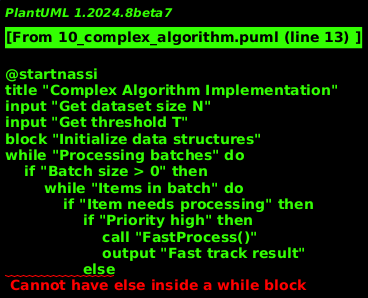 PlantUML 1.2024.8beta7
[From 10_complex_algorithm.puml (line 13) ]
@startnassi
title "Complex Algorithm Implementation"
input "Get dataset size N"
input "Get threshold T"
block "Initialize data structures"
while "Processing batches" do
if "Batch size > 0" then
while "Items in batch" do
if "Item needs processing" then
if "Priority high" then
call "FastProcess()"
output "Fast track result"
else
Cannot have else inside a while block